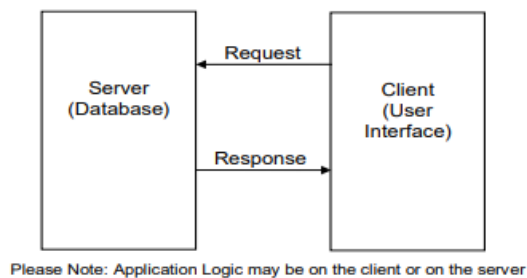 Request
Server
(Database)
Client
(User
Interface)
Response
Please Note: Application Logic may be on the client or on the server